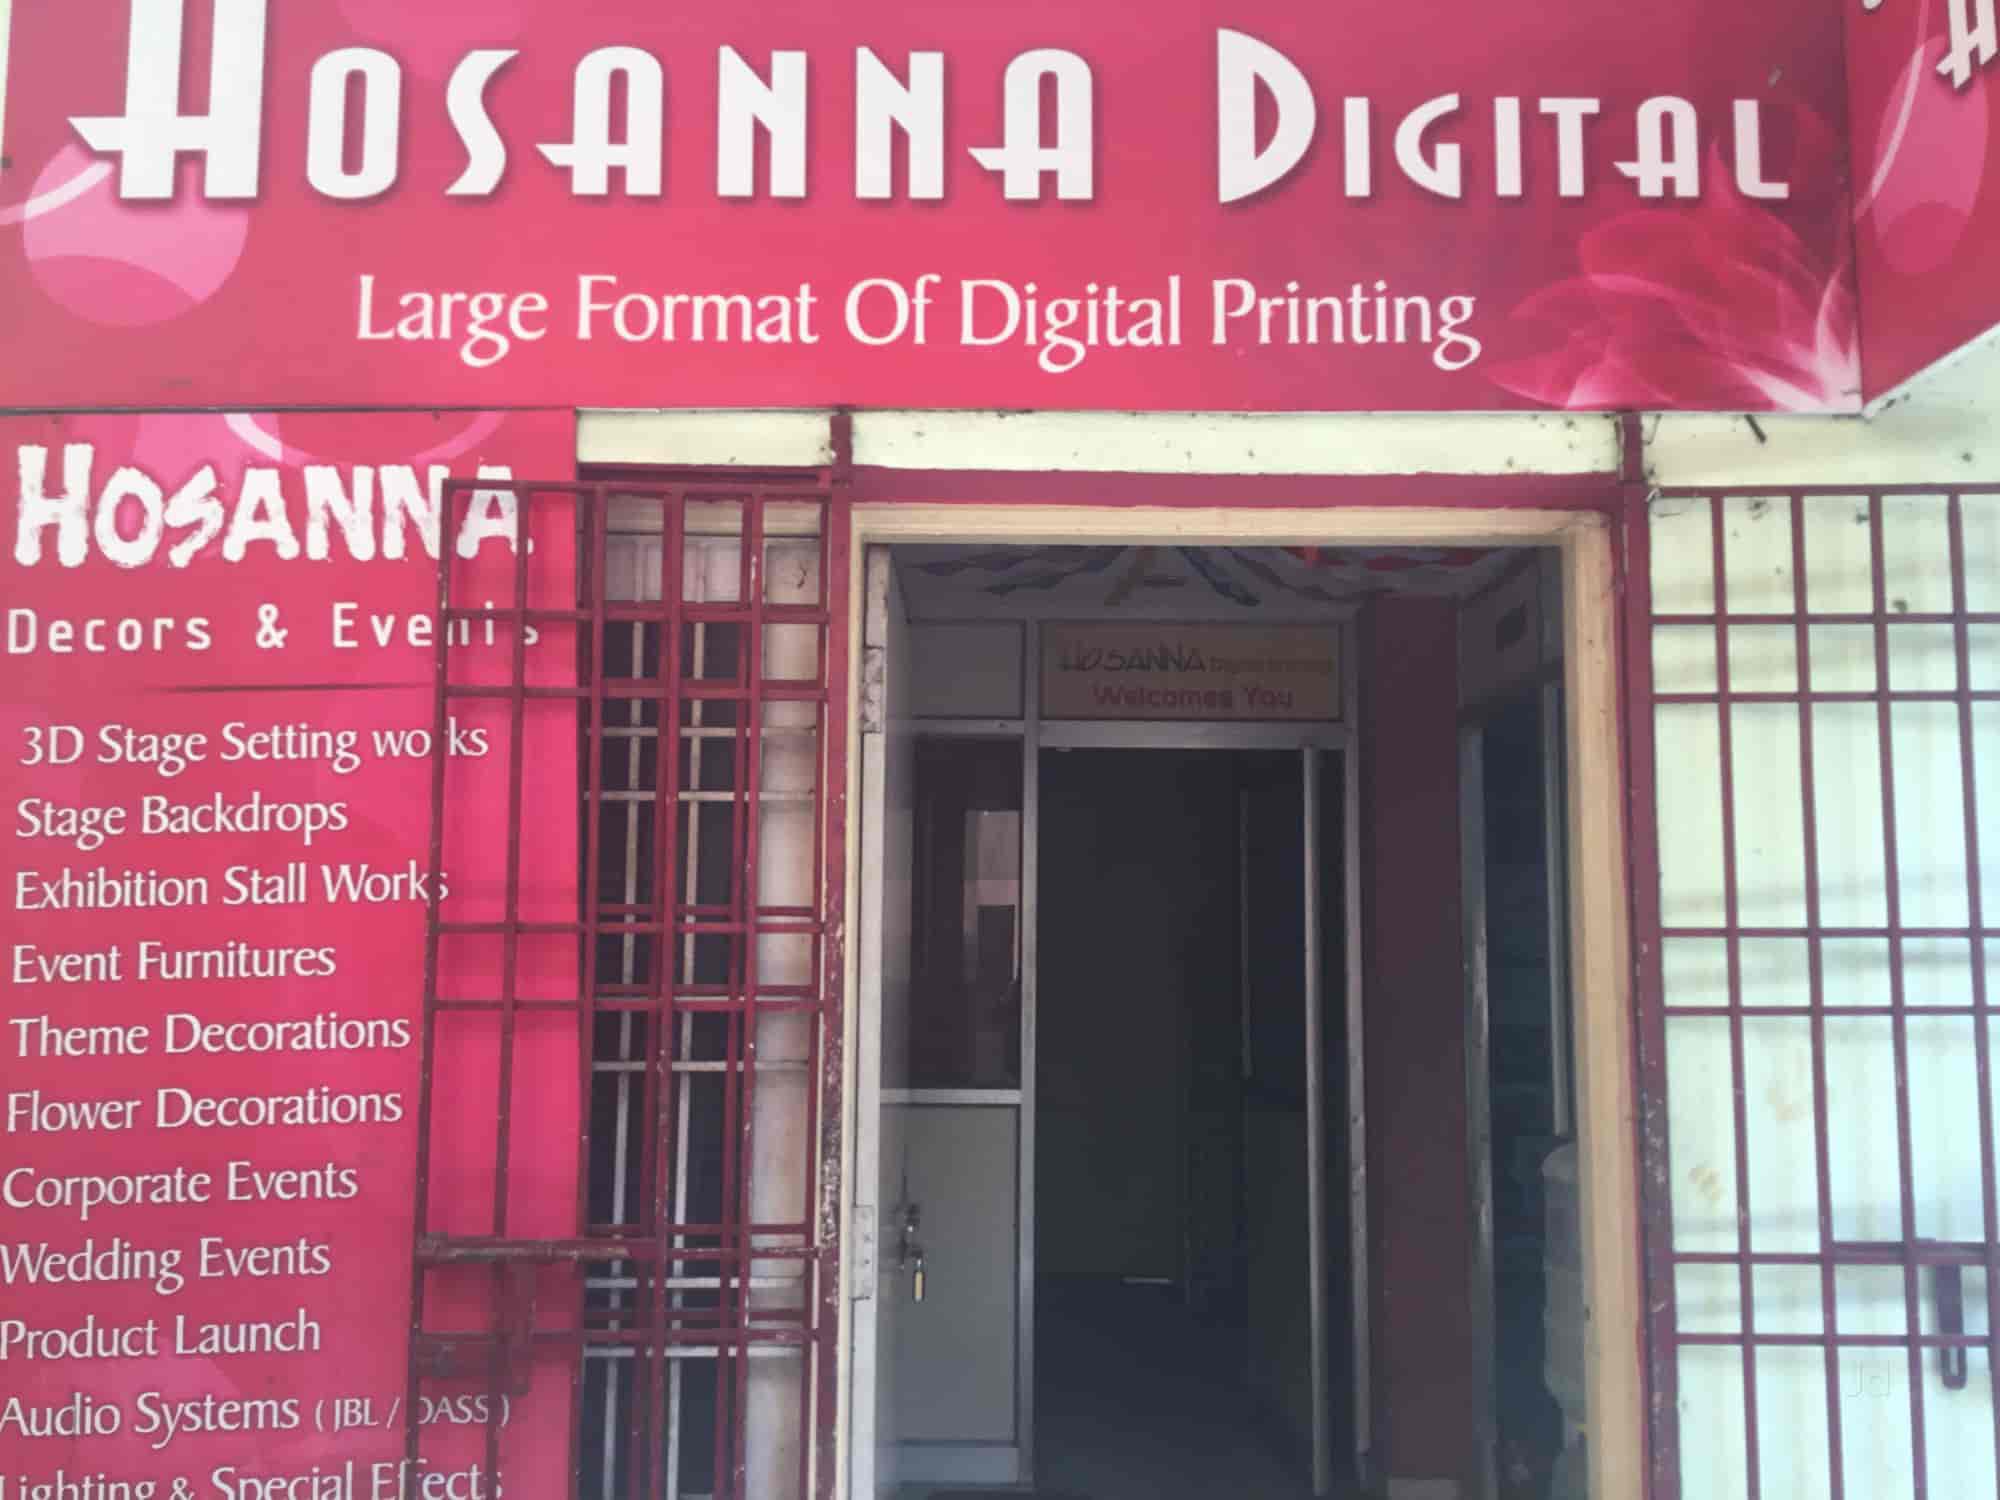 HOSANNA DIGITAL
Large Format Of Digital Printing
HOSANNA
Decors & Events
3D Stage Setting works
Stage Backdrops
Exhibition Stall Works
Event Furnitures
Theme Decorations
Flower Decorations
Corporate Events
Wedding Events
Product Launch
Audio Systems ( JBL / DASS )
Lighting & Special Effects
HOSANNA
Welcomes You
H
Jd